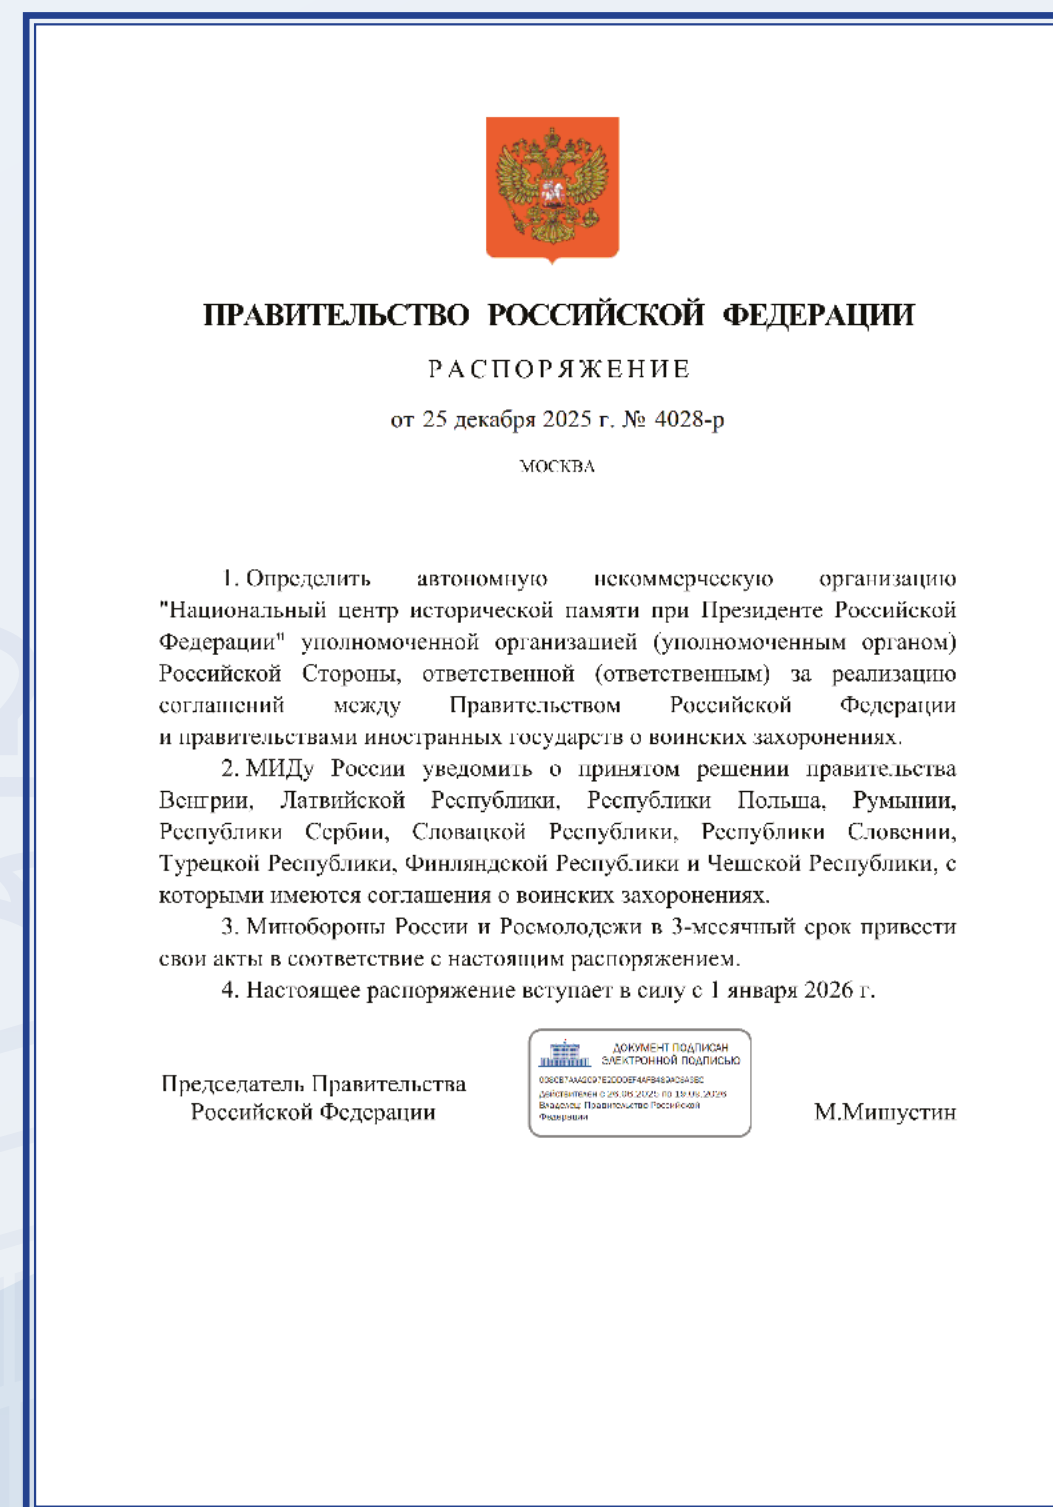 ПРАВИТЕЛЬСТВО РОССИЙСКОЙ ФЕДЕРАЦИИ
РАСПОРЯЖЕНИЕ
от 25 декабря 2025 г. № 4028-р
МОСКВА
1. Определить автономную некоммерческую организацию
"Национальный центр исторической памяти при Президенте Российской
Федерации" уполномоченной организацией (уполномоченным органом)
Российской Стороны, ответственной (ответственным) за реализацию
соглашений между Правительством Российской Федерации
и правительствами иностранных государств о воинских захоронениях.
2. МИДу России уведомить о принятом решении правительства
Венгрии, Латвийской Республики, Республики Польша, Румынии,
Республики Сербии, Словацкой Республики, Республики Словении,
Турецкой Республики, Финляндской Республики и Чешской Республики, с
которыми имеются соглашения о воинских захоронениях.
3. Минобороны России и Росмолодежи в 3-месячный срок привести
свои акты в соответствие с настоящим распоряжением.
4. Настоящее распоряжение вступает в силу с 1 января 2026 г.
ДОКУМЕНТ ПОДПИСАН
ЭЛЕКТРОННОЙ ПОДПИСЬЮ
Владелец: Правительство Российской
Федерации
Председатель Правительства
Российской Федерации
М.Мишустин